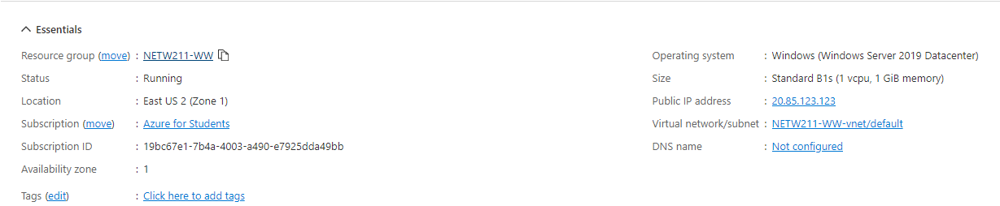 Essentials
Resource group (move) : NETW211-WW
Status : Running
Location : East US 2 (Zone 1)
Subscription (move) : Azure for Students
Subscription ID : 19bc67e1-7b4a-4003-a490-e7925dda49bb
Availability zone : 1
Tags (edit) : Click here to add tags
Operating system : Windows (Windows Server 2019 Datacenter)
Size : Standard B1s (1 vcpu, 1 GiB memory)
Public IP address : 20.85.123.123
Virtual network/subnet : NETW211-WW-vnet/default
DNS name : Not configured